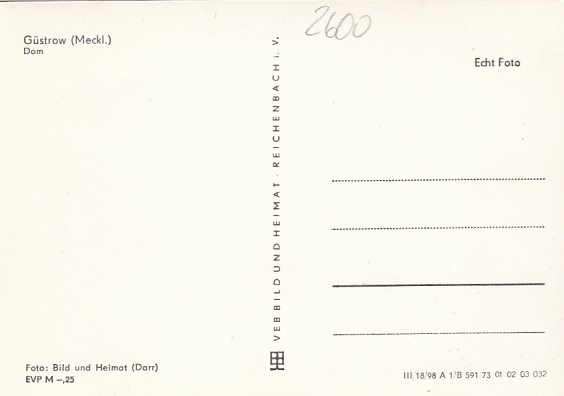 Güstrow (Meckl.)
Dom
2600
Echt Foto
VEB BILD UND HEIMAT · REICHENBACH i. V.
Foto: Bild und Heimat (Darr)
EVP M –,25
III/18/98 A 1/B 591 73 01 02 03 032